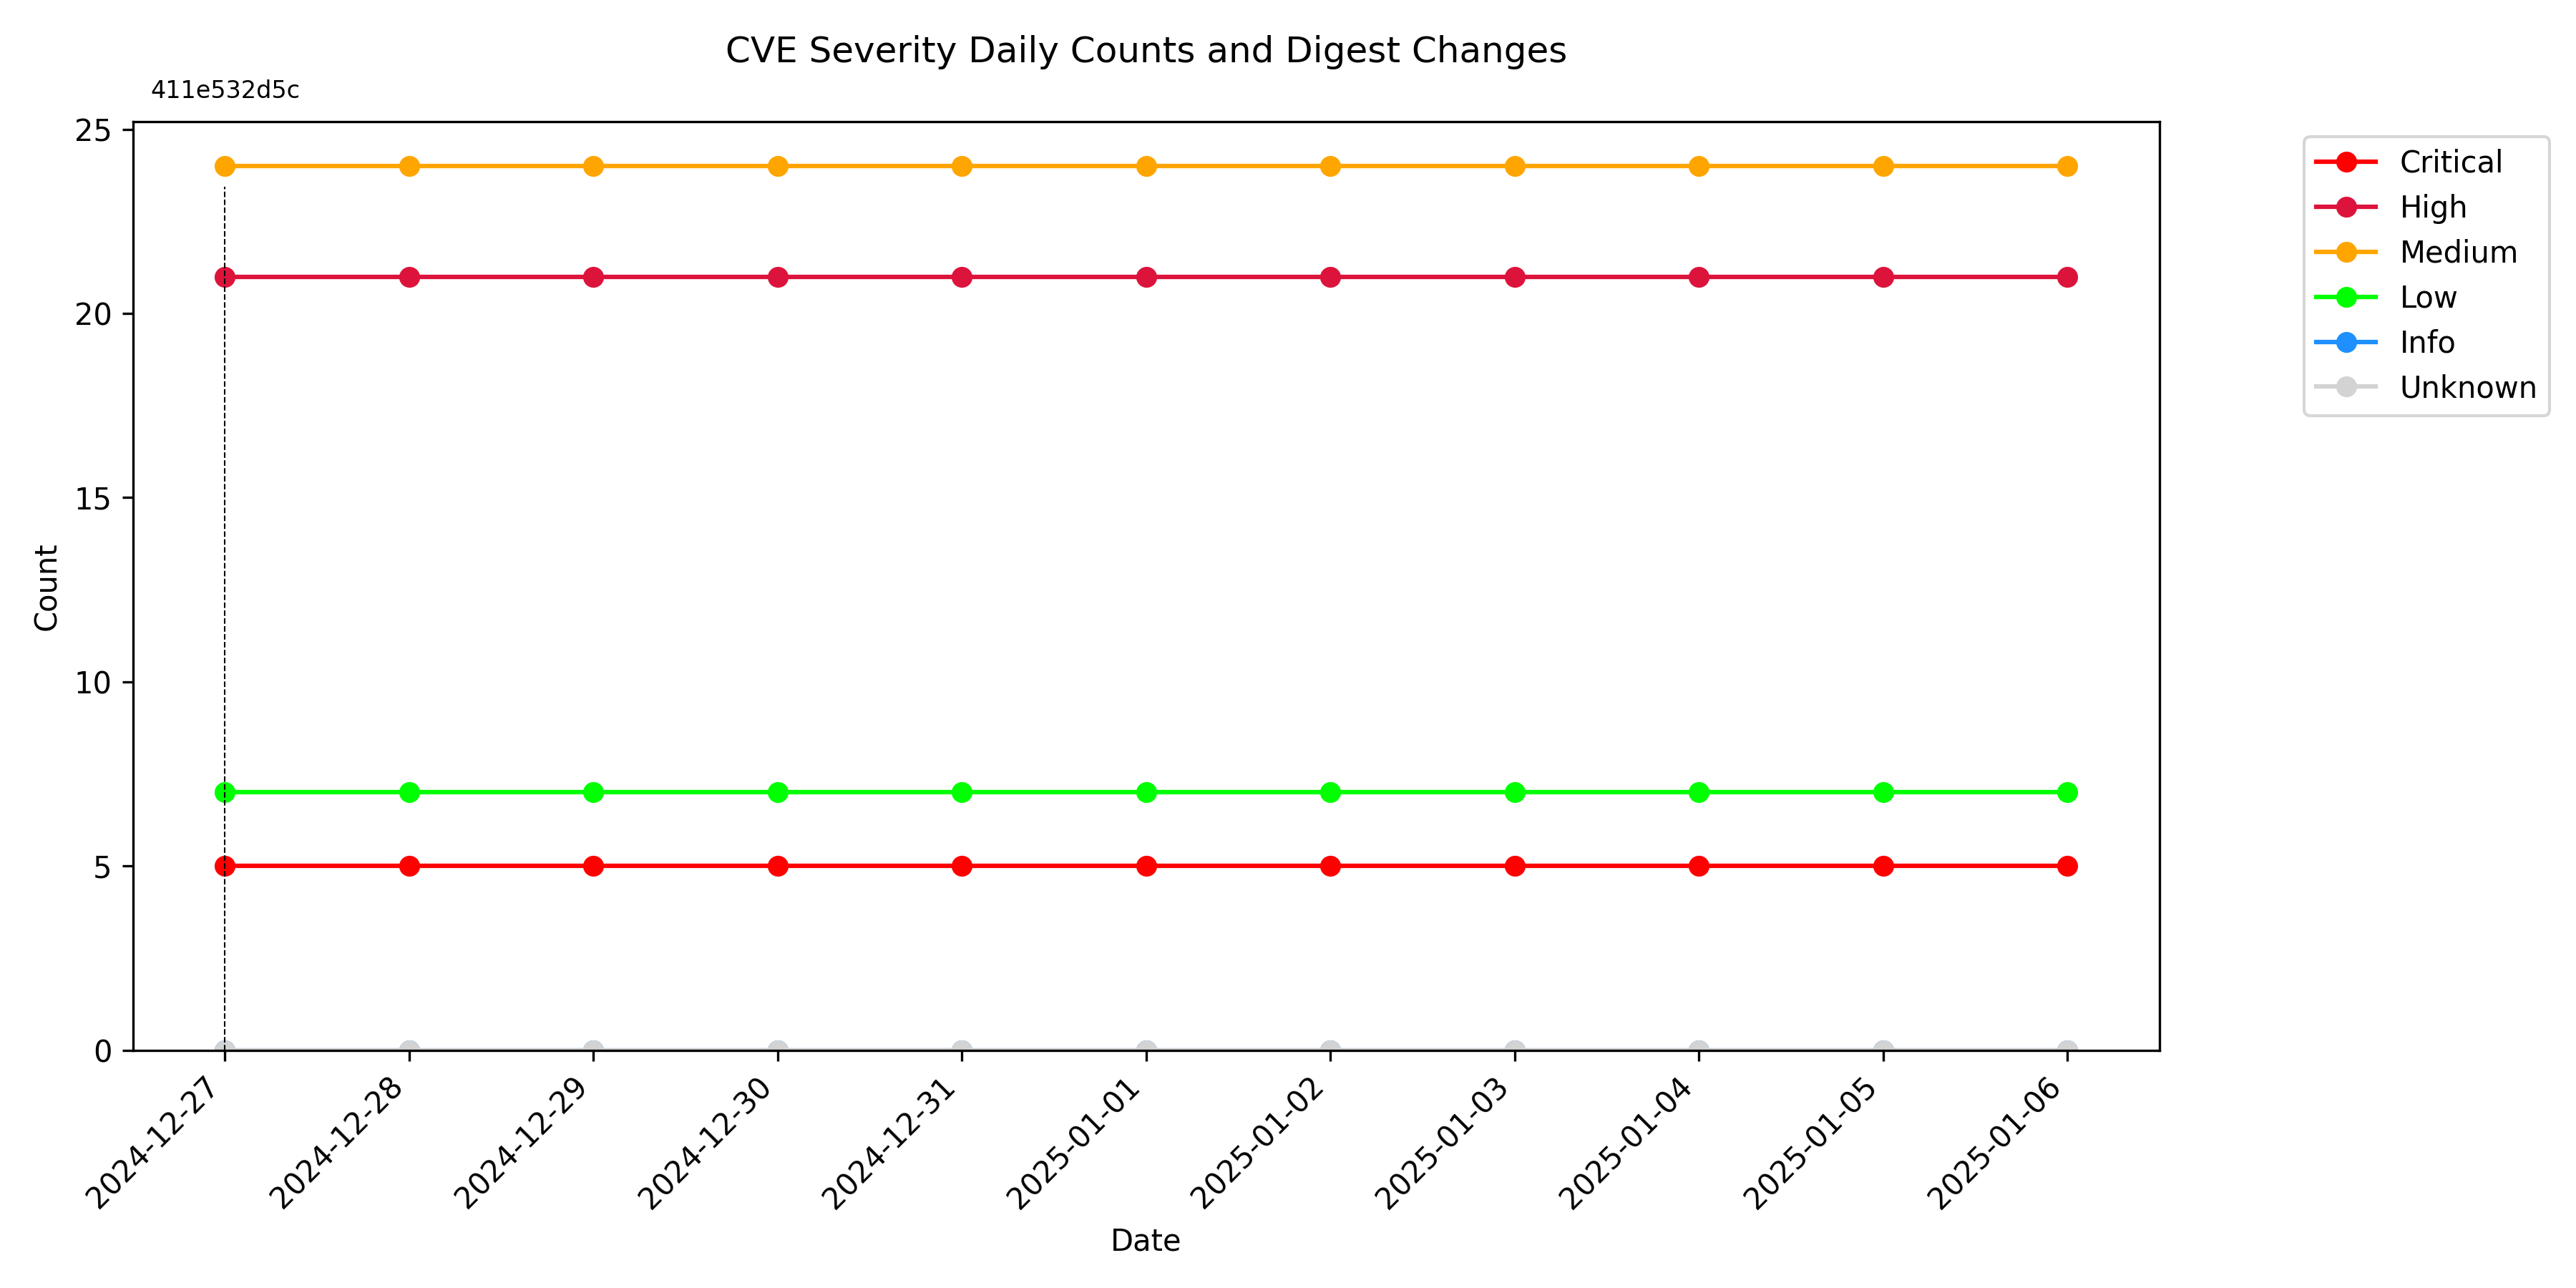 CVE Severity Daily Counts and Digest Changes
411e532d5c
25
20
15
10
5
0
Count
2024-12-27
2024-12-28
2024-12-29
2024-12-30
2024-12-31
2025-01-01
2025-01-02
2025-01-03
2025-01-04
2025-01-05
2025-01-06
Date
Critical
High
Medium
Low
Info
Unknown